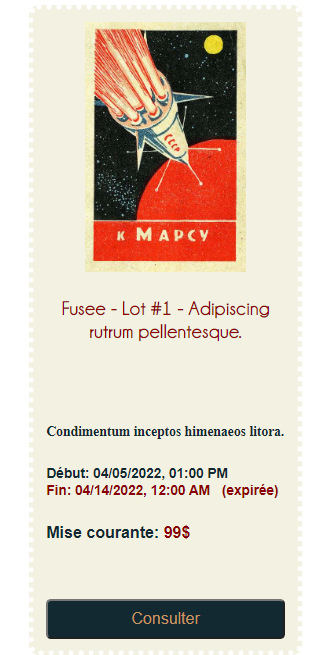 СССР
К МАРСУ
Fusee - Lot #1 - Adipiscing
rutrum pellentesque.
Condimentum inceptos himenaeos litora.
Début: 04/05/2022, 01:00 PM
Fin: 04/14/2022, 12:00 AM (expirée)
Mise courante: 99$
Consulter